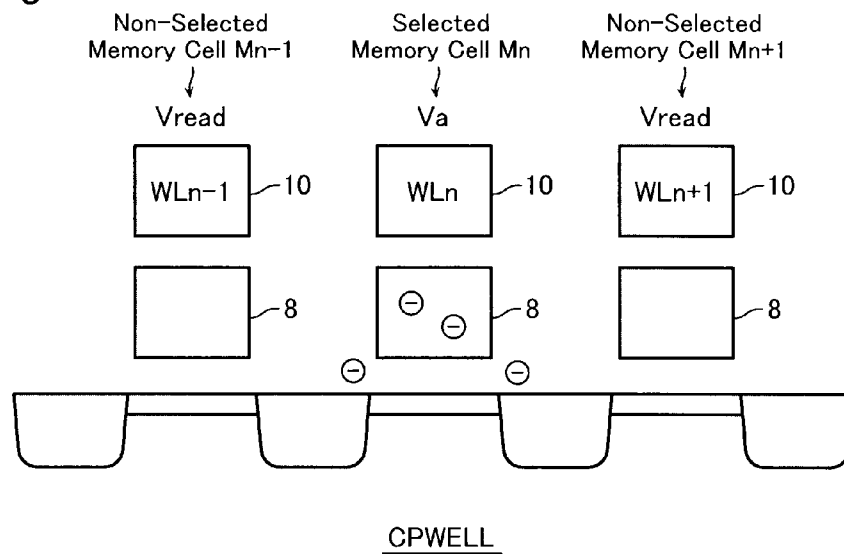 Non-Selected
Memory Cell Mn-1
Selected
Memory Cell Mn
Non-Selected
Memory Cell Mn+1
Vread
Va
Vread
WLn-1
10
WLn
10
WLn+1
10
8
8
8
CPWELL